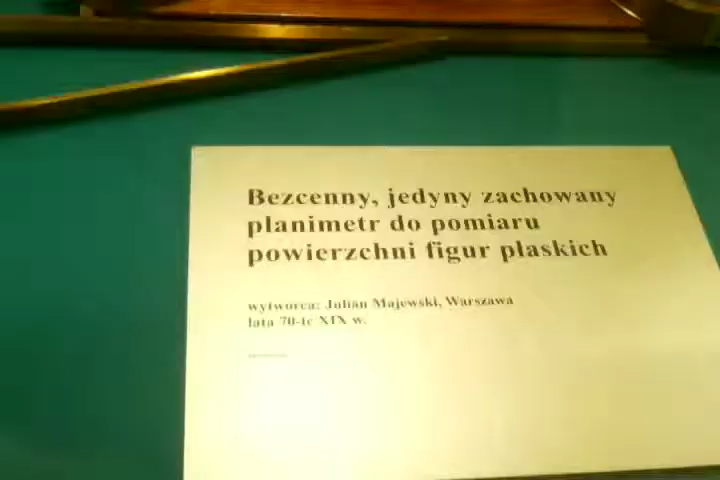 Bezcenny, jedyny zachowany
planimetr do pomiaru
powierzchni figur płaskich
wytwórca: Julian Majewski, Warszawa
lata 70-te XIX w.